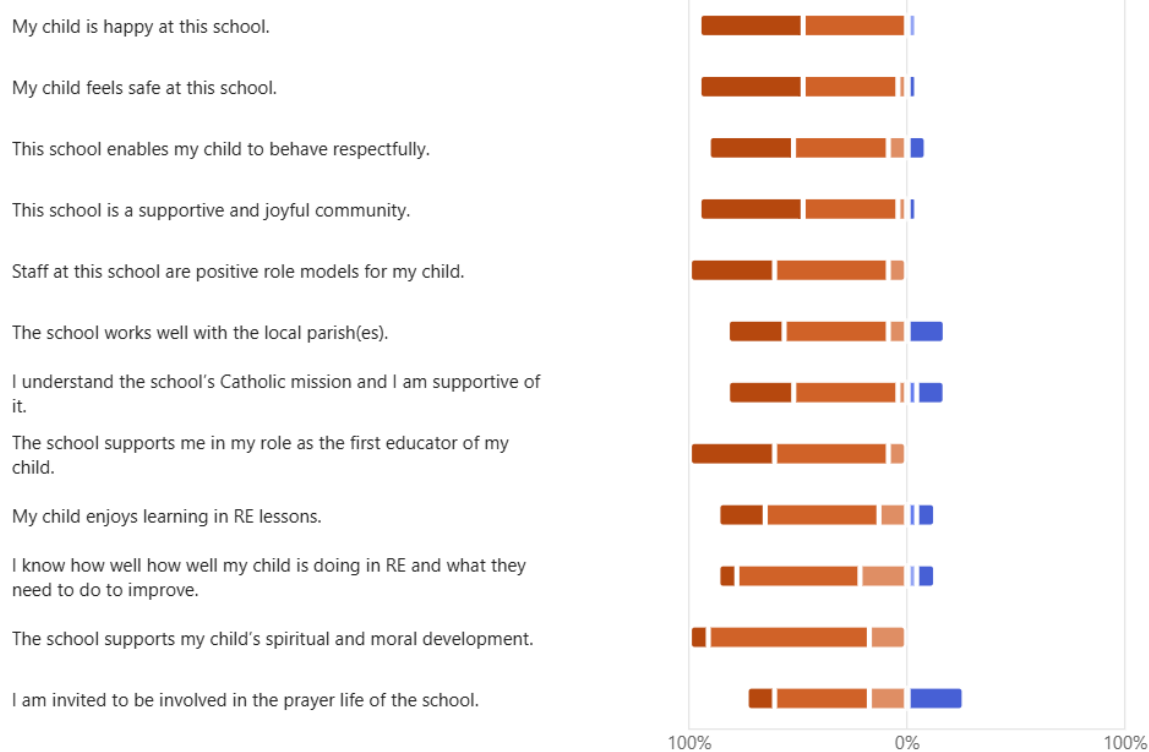 My child is happy at this school.
My child feels safe at this school.
This school enables my child to behave respectfully.
This school is a supportive and joyful community.
Staff at this school are positive role models for my child.
The school works well with the local parish(es).
I understand the school’s Catholic mission and I am supportive of
it.
The school supports me in my role as the first educator of my
child.
My child enjoys learning in RE lessons.
I know how well how well my child is doing in RE and what they
need to do to improve.
The school supports my child’s spiritual and moral development.
I am invited to be involved in the prayer life of the school.
100% 0% 100%